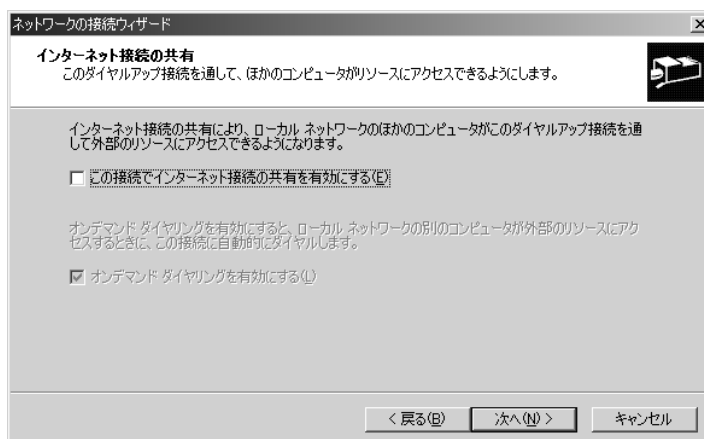 ネットワークの接続ウィザード
インターネット接続の共有
このダイヤルアップ接続を通して、ほかのコンピュータがリソースにアクセスできるようにします。
インターネット接続の共有により、ローカル ネットワークのほかのコンピュータがこのダイヤルアップ接続を通
して外部のリソースにアクセスできるようになります。
この接続でインターネット接続の共有を有効にする(E)
オンデマンド ダイヤリングを有効にすると、ローカル ネットワークの別のコンピュータが外部のリソースにアク
セスするときに、この接続に自動的にダイヤルします。
オンデマンド ダイヤリングを有効にする(L)
< 戻る(B) 次へ(N) > キャンセル